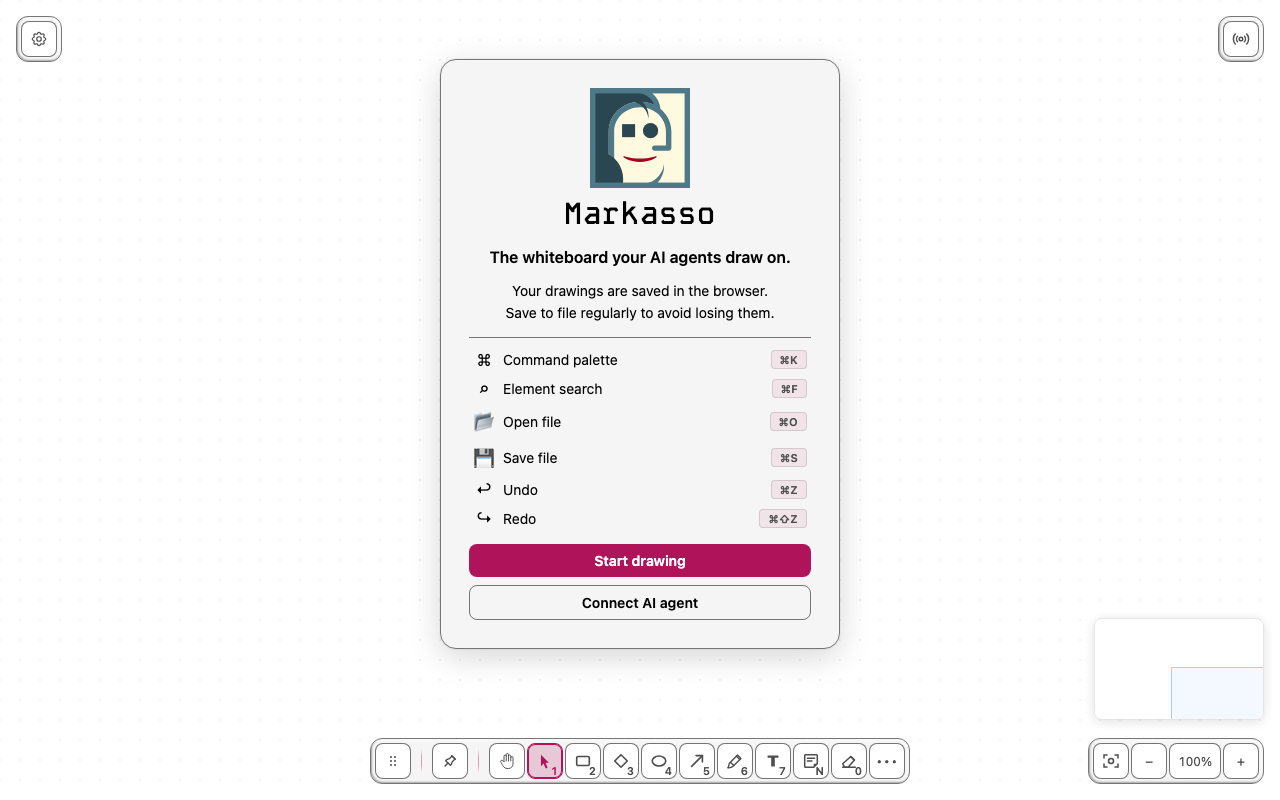 Markasso
The whiteboard your AI agents draw on.
Your drawings are saved in the browser.
Save to file regularly to avoid losing them.
⌘ Command palette ⌘K
⌕ Element search ⌘F
Open file ⌘O
Save file ⌘S
↩ Undo ⌘Z
↪ Redo ⌘⇧Z
Start drawing
Connect AI agent
1 2 3 4 5 6 T 7 N 0 ···
− 100% +